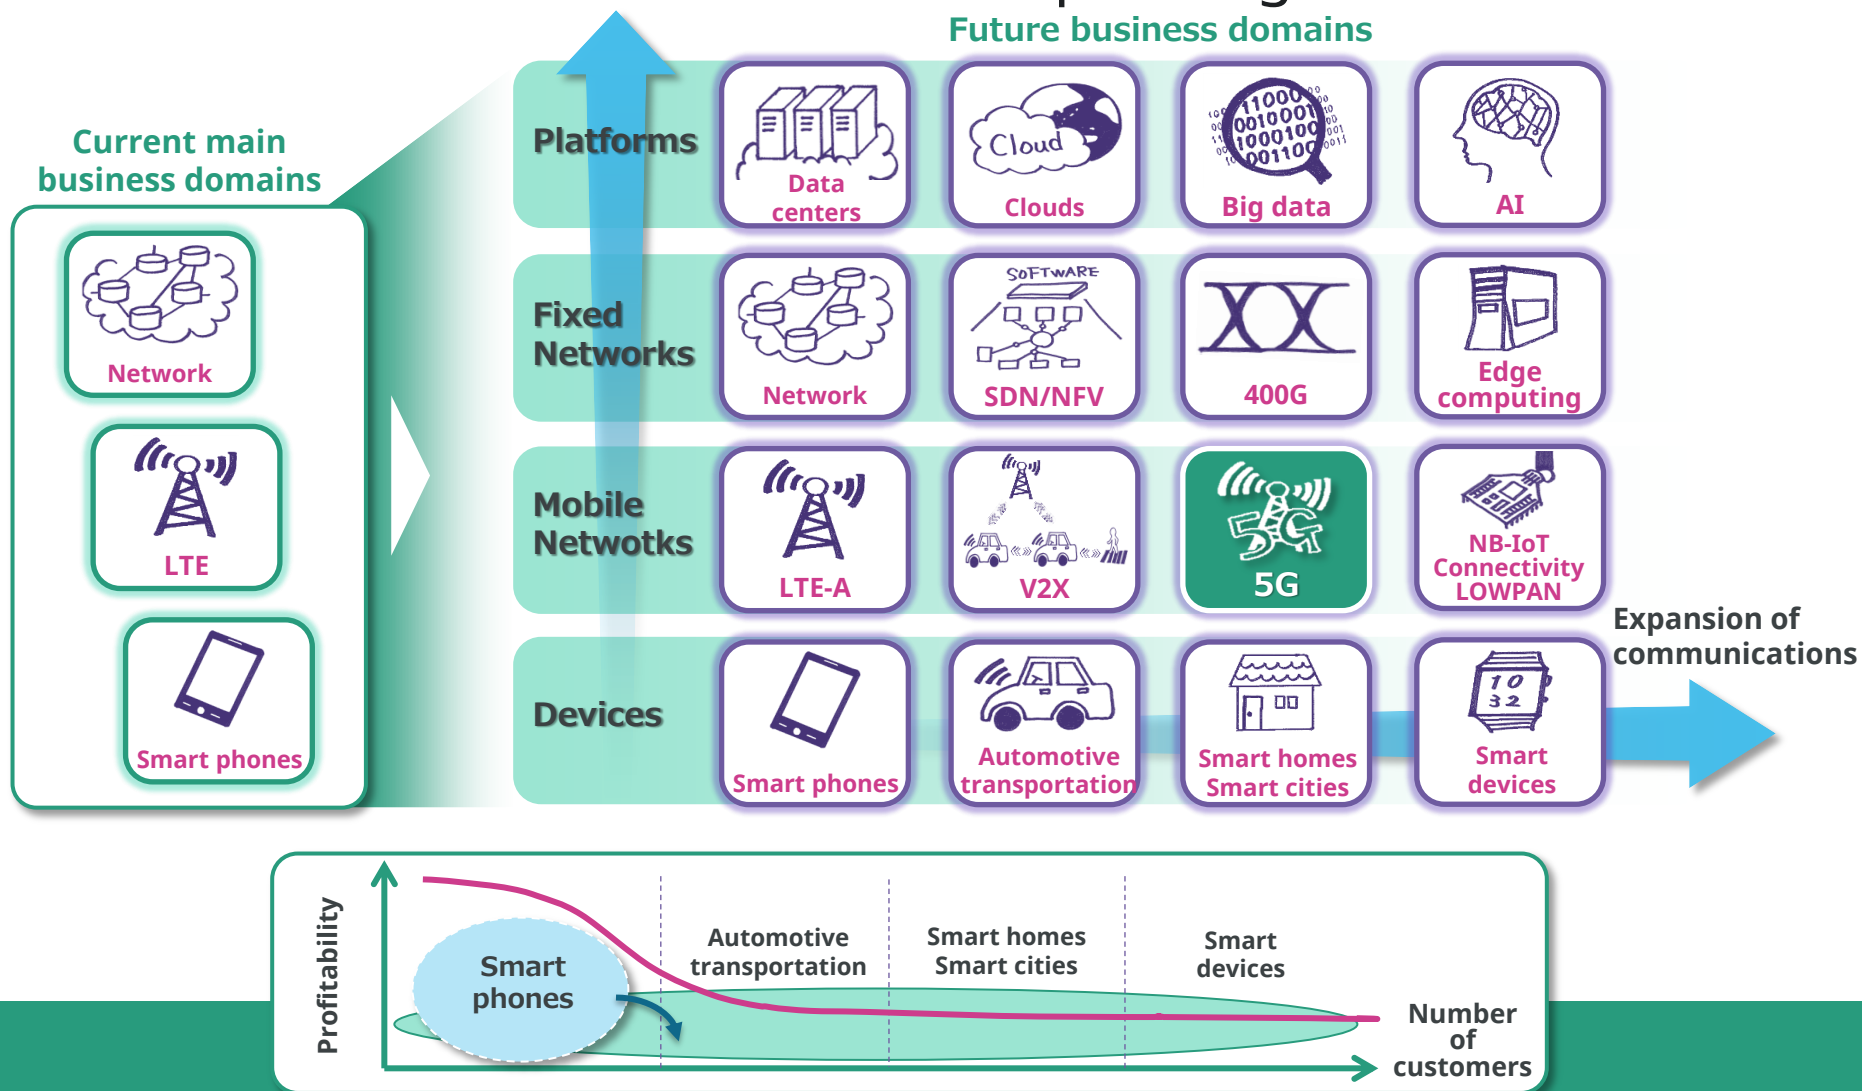 Future business domains
Current main
business domains
Network
LTE
Smart phones
Platforms
Data
centers
Cloud
Clouds
Big data
AI
Fixed
Networks
Network
SOFTWARE
SDN/NFV
400G
Edge
computing
Mobile
Netwotks
LTE-A
V2X
5G
5G
NB-IoT
Connectivity
LOWPAN
Devices
Smart phones
Automotive
transportation
Smart homes
Smart cities
10
32
Smart
devices
Expansion of
communications
Profitability
Smart
phones
Automotive
transportation
Smart homes
Smart cities
Smart
devices
Number
of
customers